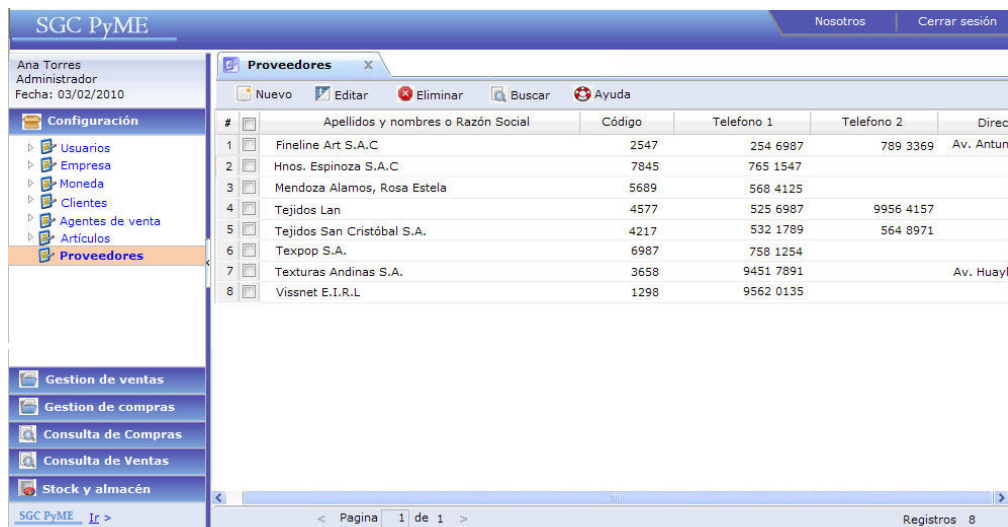 SGC PyME
Nosotros
Cerrar sesión
Ana Torres
Administrador
Fecha: 03/02/2010
Configuración
Usuarios
Empresa
Moneda
Clientes
Agentes de venta
Artículos
Proveedores
Gestion de ventas
Gestion de compras
Consulta de Compras
Consulta de Ventas
Stock y almacén
SGC PyME Ir >
Proveedores x
Nuevo Editar Eliminar Buscar Ayuda
# Apellidos y nombres o Razón Social Código Telefono 1 Telefono 2 Direc
1 Fineline Art S.A.C 2547 254 6987 789 3369 Av. Antun
2 Hnos. Espinoza S.A.C 7845 765 1547
3 Mendoza Alamos, Rosa Estela 5689 568 4125
4 Tejidos Lan 4577 525 6987 9956 4157
5 Tejidos San Cristóbal S.A. 4217 532 1789 564 8971
6 Texpop S.A. 6987 758 1254
7 Texturas Andinas S.A. 3658 9451 7891 Av. Huayl
8 Vissnet E.I.R.L 1298 9562 0135
< Pagina 1 de 1 >
Registros 8